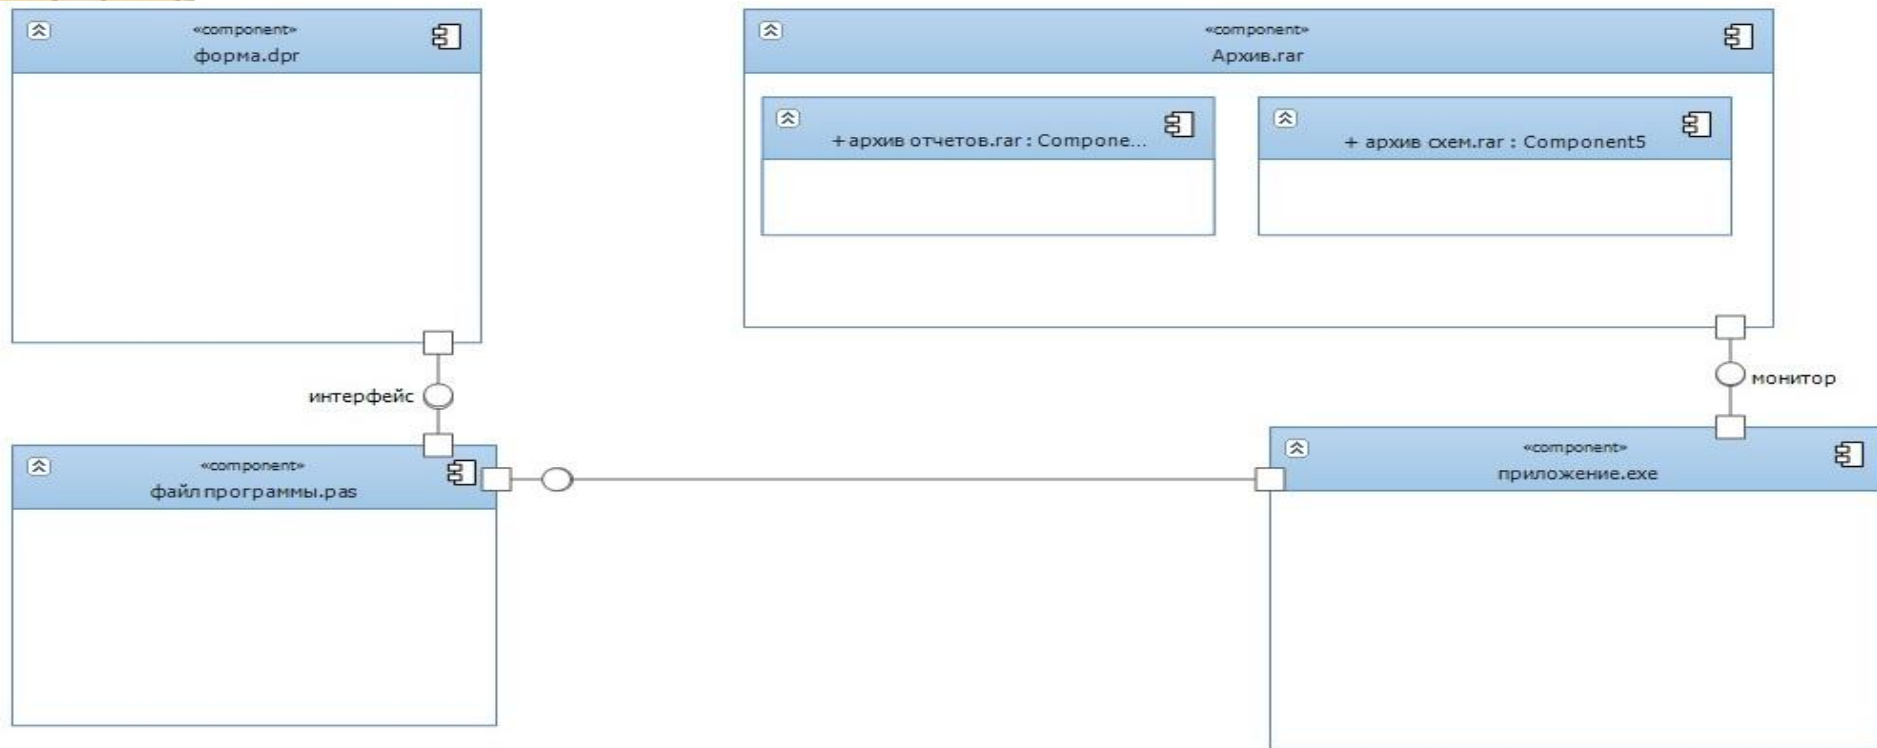 «component»
форма.dpr
«component»
Архив.rar
+архив отчетов.rar : Compone...
+ архив схем.rar : Component5
интерфейс
монитор
«component»
файл программы.pas
«component»
приложение.exe